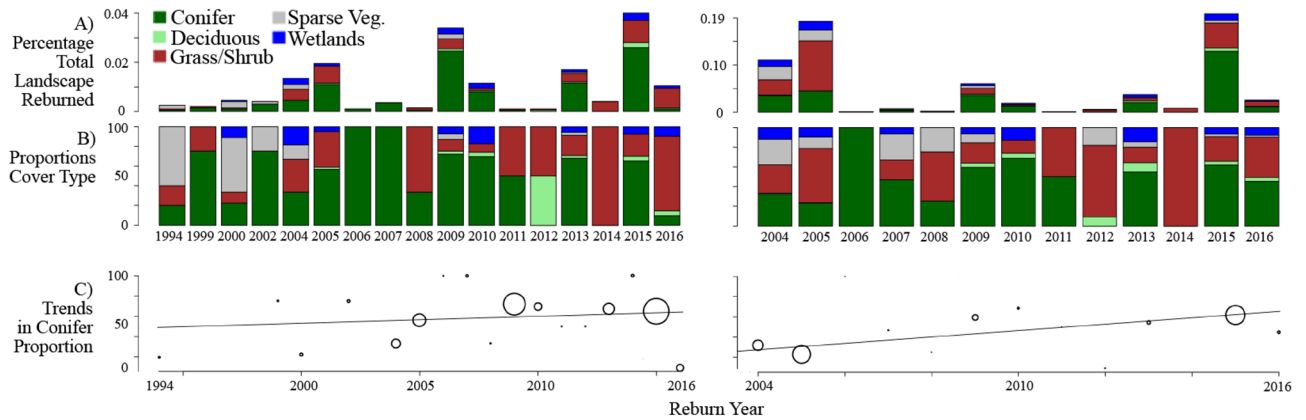 A)
Percentage
Total
Landscape
Reburned
0.04
0.02
0
Conifer
Deciduous
Grass/Shrub
Sparse Veg.
Wetlands
0.19
0.10
0
B)
Proportions
Cover Type
100
50
0
1994 1999 2000 2002 2004 2005 2006 2007 2008 2009 2010 2011 2012 2013 2014 2015 2016
2004 2005 2006 2007 2008 2009 2010 2011 2012 2013 2014 2015 2016
C)
Trends
in Conifer
Proportion
100
50
0
1994 2000 2005 2010 2016
2004 2010 2016
Reburn Year